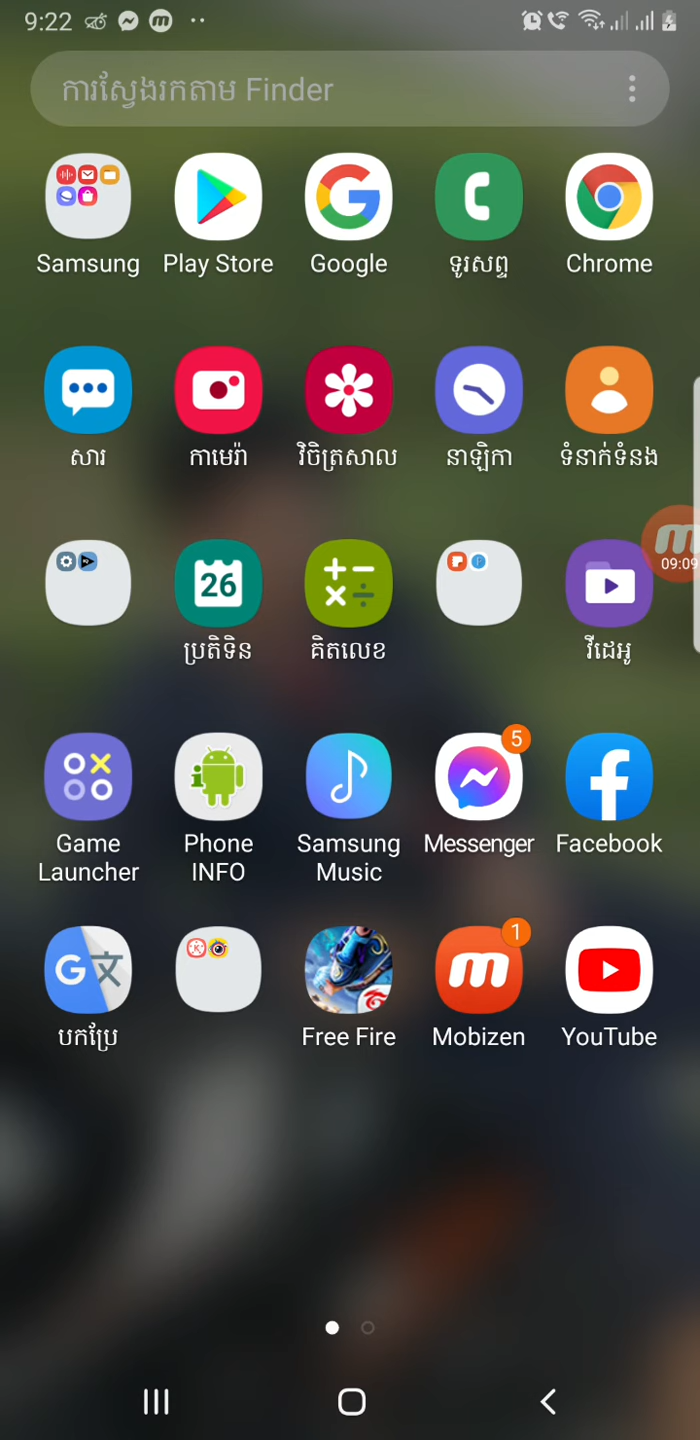 9:22
ការស្វែងរកតាម Finder
Samsung
Play Store
Google
ទូរសព្ទ
Chrome
សារ
កាមេរ៉ា
វិចិត្រសាល
នាឡិកា
ទំនាក់ទំនង
09:09
26
ប្រតិទិន
គិតលេខ
វីដេអូ
5
Game Launcher
Phone INFO
Samsung Music
Messenger
Facebook
1
បកប្រែ
Free Fire
Mobizen
YouTube